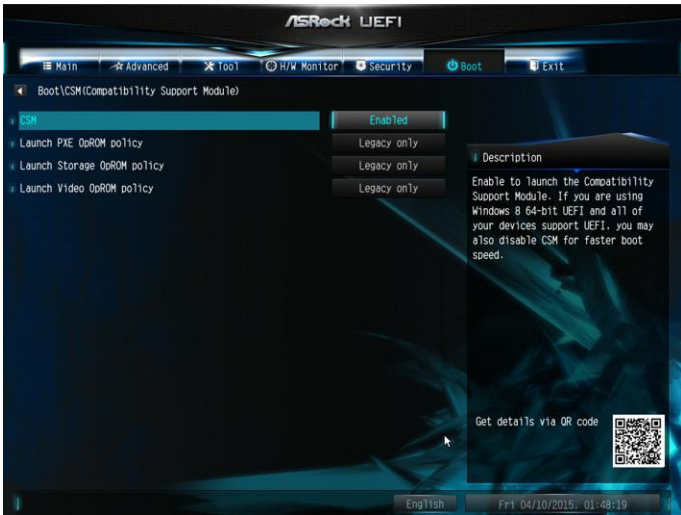 ASRock UEFI
Main Advanced Tool H/W Monitor Security Boot Exit
Boot\CSM(Compatibility Support Module)
CSM Enabled
Launch PXE OpROM policy Legacy only
Launch Storage OpROM policy Legacy only
Launch Video OpROM policy Legacy only
Description
Enable to launch the Compatibility
Support Module. If you are using
Windows 8 64-bit UEFI and all of
your devices support UEFI, you may
also disable CSM for faster boot
speed.
Get details via QR code
English Fri 04/10/2015. 01:48:19